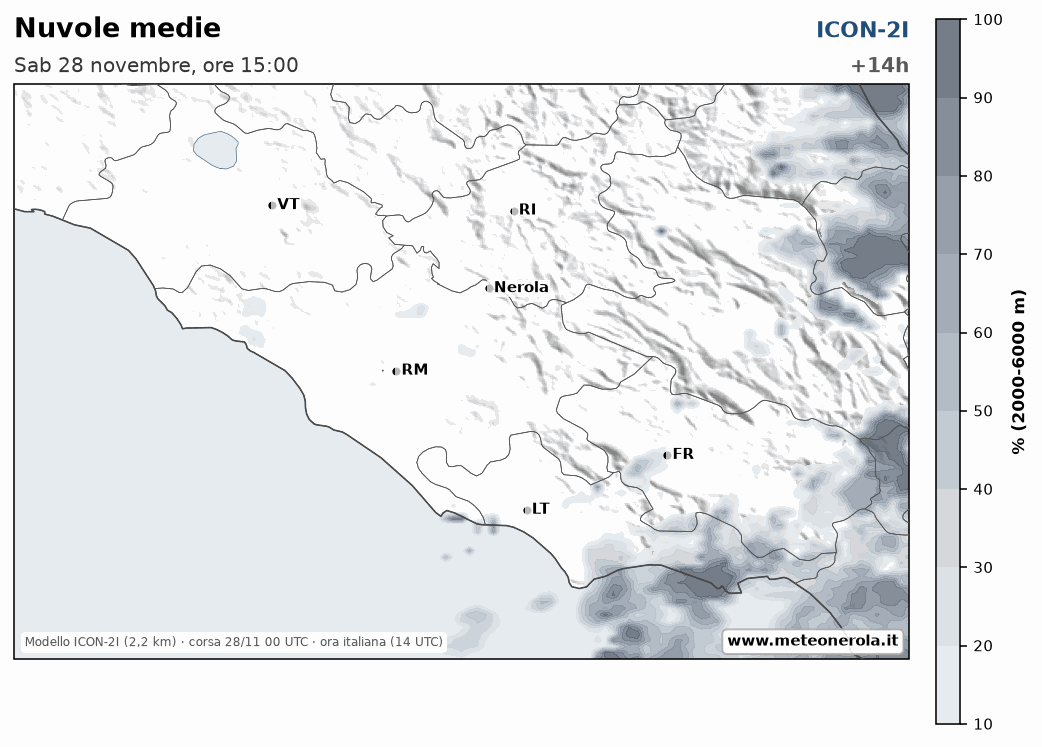 Nuvole medie
ICON-2I
Sab 28 novembre, ore 15:00
+14h
100
90
80
70
60
50
40
30
20
10
% (2000-6000 m)
VT
RI
Nerola
RM
FR
LT
Modello ICON-2I (2,2 km) · corsa 28/11 00 UTC · ora italiana (14 UTC)
www.meteonerola.it